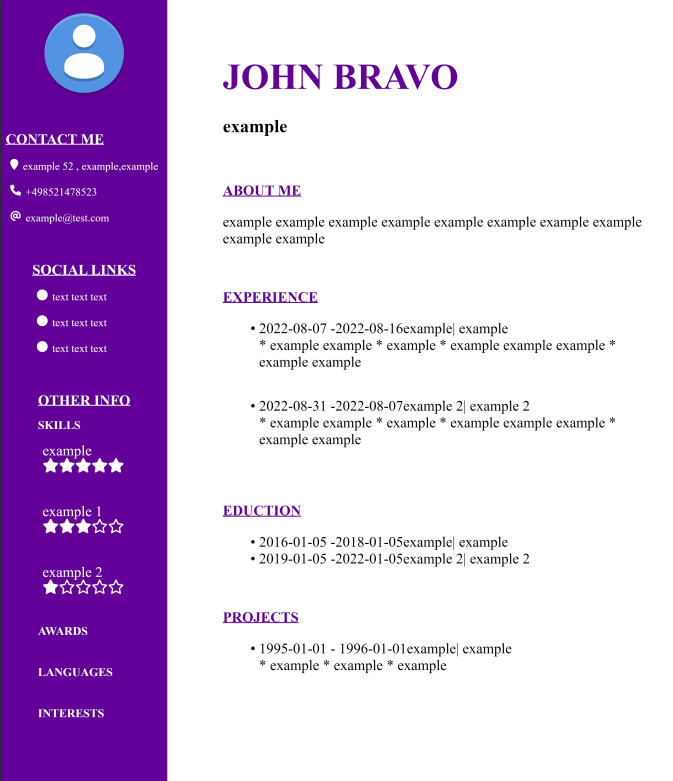 CONTACT ME
example 52 , example,example
+498521478523
example@test.com
SOCIAL LINKS
text text text
text text text
text text text
OTHER INFO
SKILLS
example
example 1
example 2
AWARDS
LANGUAGES
INTERESTS
JOHN BRAVO
example
ABOUT ME
example example example example example example example example
example example
EXPERIENCE
• 2022-08-07 -2022-08-16example| example
* example example * example * example example example *
example example
• 2022-08-31 -2022-08-07example 2| example 2
* example example * example * example example example *
example example
EDUCTION
• 2016-01-05 -2018-01-05example| example
• 2019-01-05 -2022-01-05example 2| example 2
PROJECTS
• 1995-01-01 - 1996-01-01example| example
* example * example * example